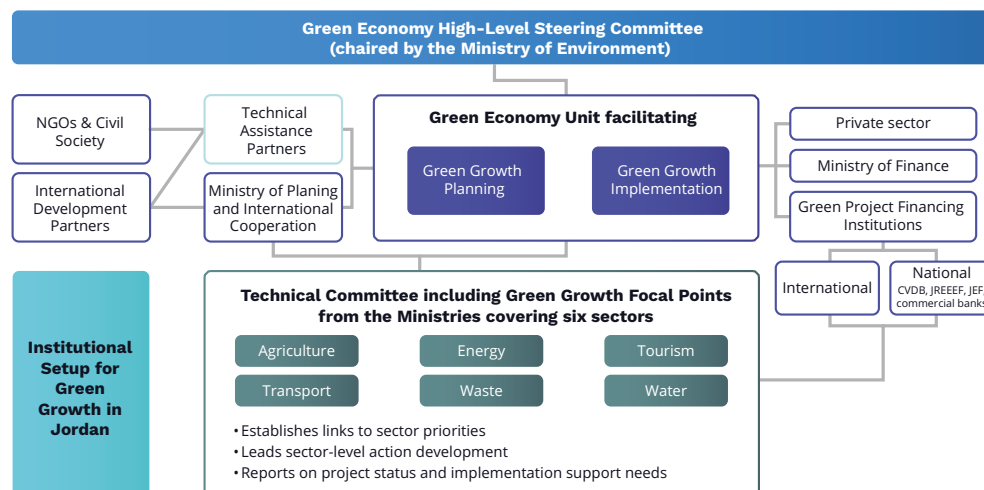 Green Economy High-Level Steering Committee
(chaired by the Ministry of Environment)
NGOs & Civil
Society
International
Development
Partners
Technical
Assistance
Partners
Ministry of Planing
and International
Cooperation
Green Economy Unit facilitating
Green Growth
Planning
Green Growth
Implementation
Private sector
Ministry of Finance
Green Project Financing
Institutions
International
National
CVDB, JREEEF, JEF,
commercial banks
Institutional
Setup for
Green
Growth in
Jordan
Technical Committee including Green Growth Focal Points
from the Ministries covering six sectors
Agriculture
Energy
Tourism
Transport
Waste
Water
• Establishes links to sector priorities
• Leads sector-level action development
• Reports on project status and implementation support needs